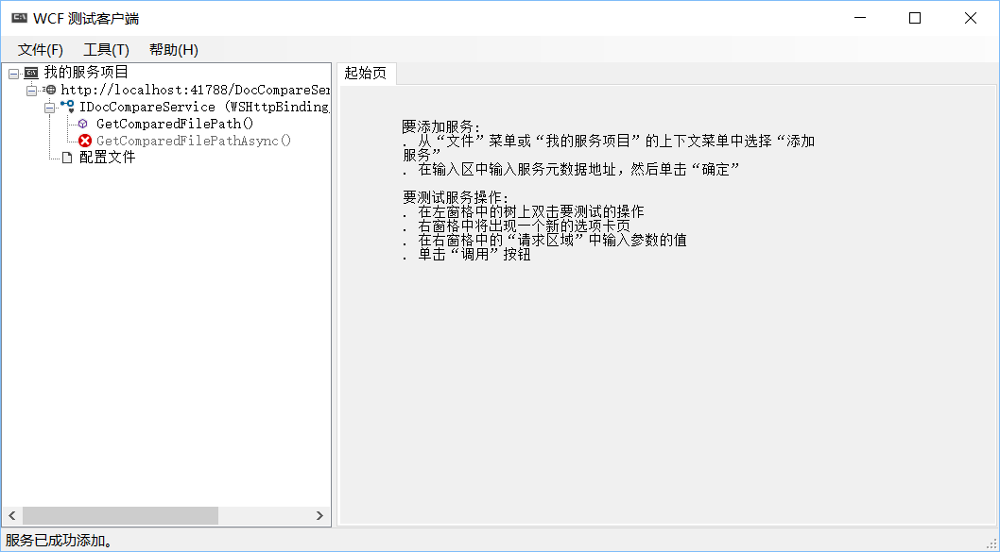 WCF 测试客户端
文件(F) 工具(T) 帮助(H)
我的服务项目
http://localhost:41788/DocCompareSer
IDocCompareService (WSHttpBinding_
GetComparedFilePath()
GetComparedFilePathAsync()
配置文件
起始页
要添加服务:
. 从“文件”菜单或“我的服务项目”的上下文菜单中选择“添加
服务”
. 在输入区中输入服务元数据地址，然后单击“确定”
要测试服务操作:
. 在左窗格中的树上双击要测试的操作
. 右窗格中将出现一个新的选项卡页
. 在右窗格中的“请求区域”中输入参数的值
. 单击“调用”按钮
服务已成功添加。